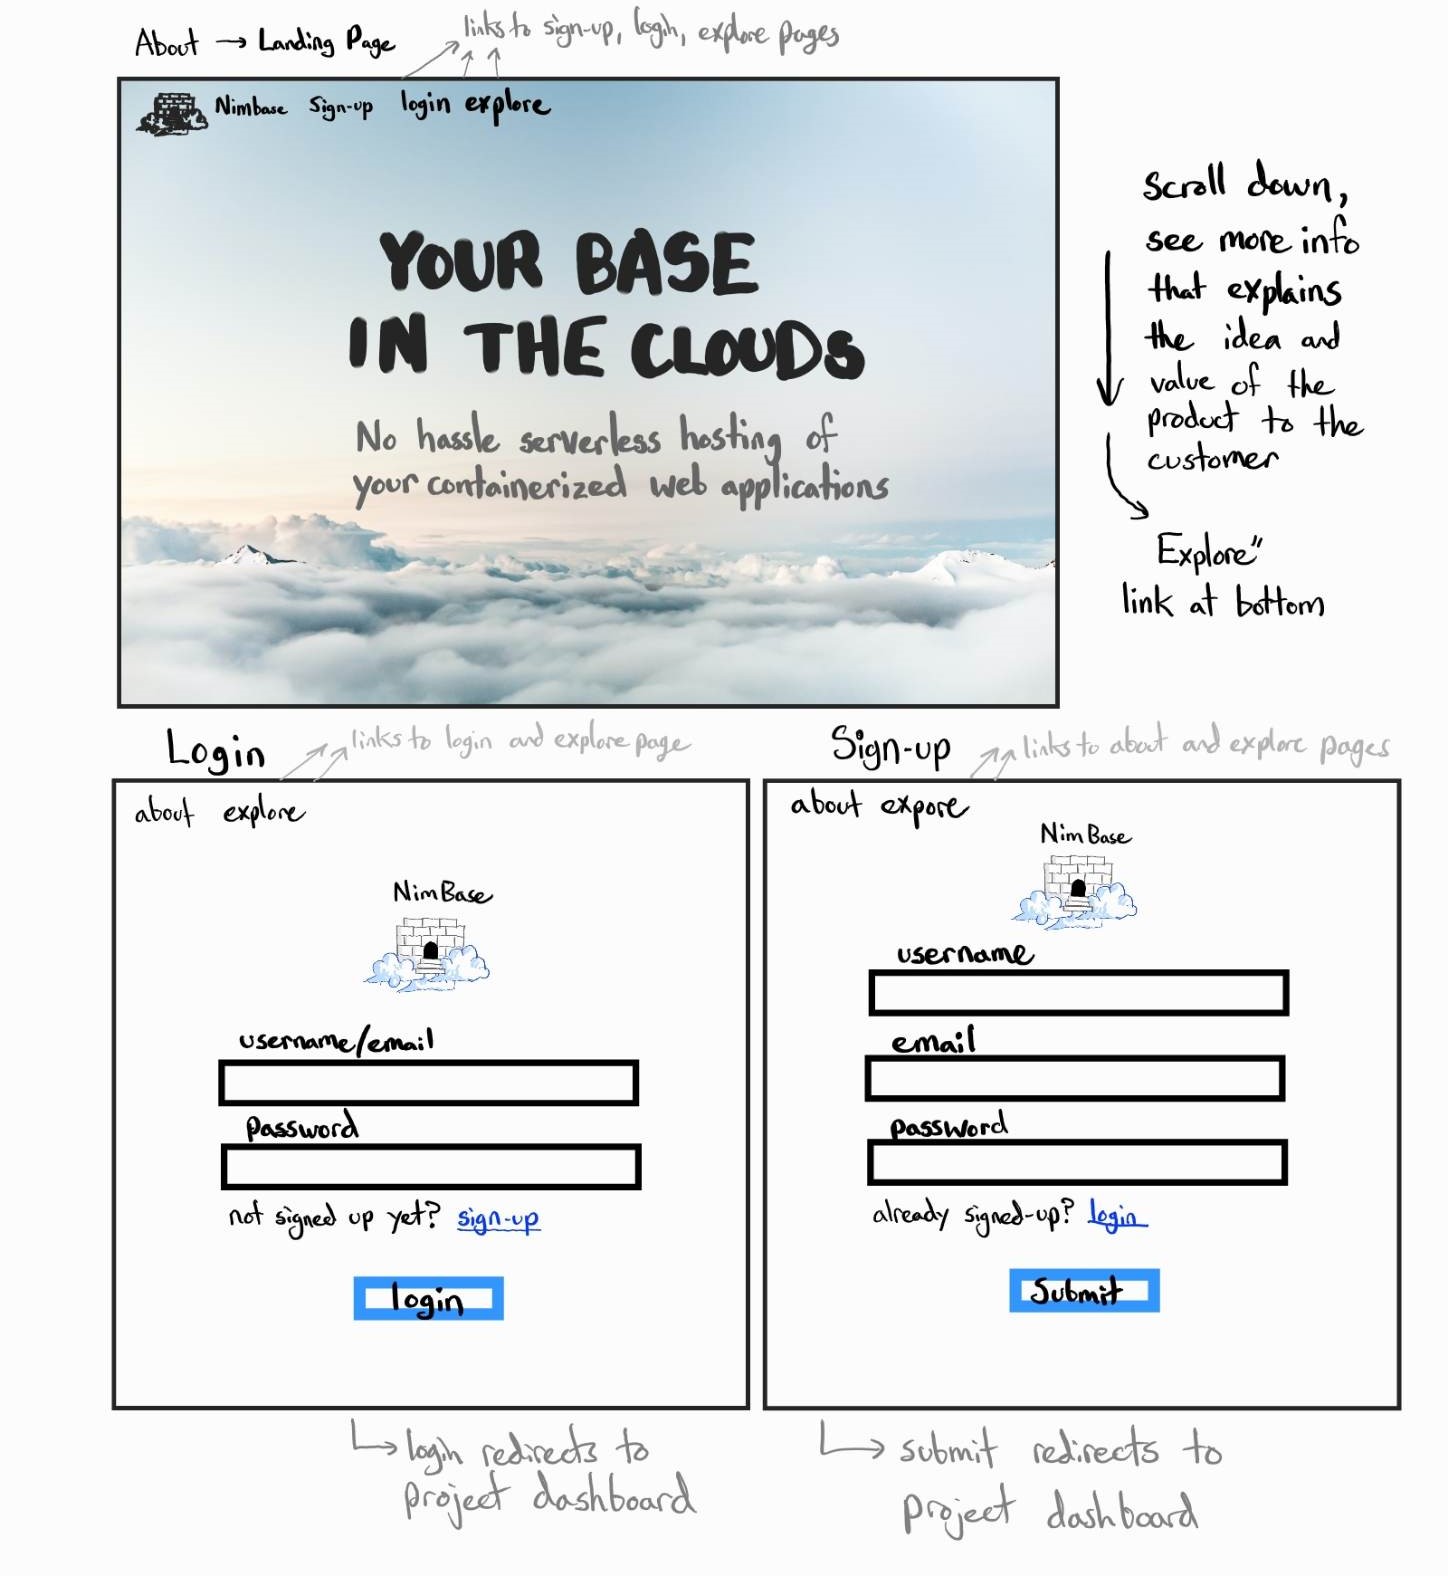 About → Landing Page
links to sign-up, login, explore pages
Nimbase Sign-up login explore
YOUR BASE
IN THE CLOUDS
No hassle serverless hosting of
your containerized web applications
scroll down,
see more info
that explains
the idea and
value of the
product to the
customer
Explore"
link at bottom
Login
links to login and explore page
about explore
NimBase
username/email
password
not signed up yet? sign-up
login
login redirects to
project dashboard
Sign-up
links to about and explore pages
about expore
NimBase
username
email
password
already signed-up? Login
Submit
submit redirects to
project dashboard